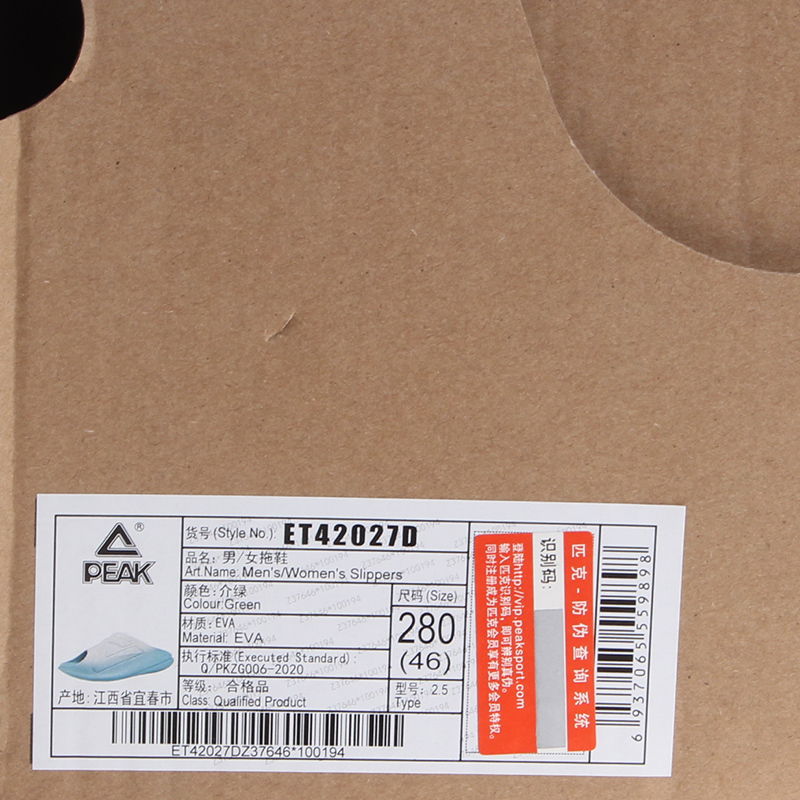 ®
PEAK
产地: 江西省宜春市
货号(Style No.): ET42027D
品名: 男/女拖鞋
Art Name: Men's/Women's Slippers
颜色: 介绿
Colour:Green
材质: EVA
Material: EVA
执行标准(Executed Standard):
Q/PKZG006-2020
等级: 合格品
Class: Qualified Product
尺码 (Size)
280
(46)
型号: 2.5
Type
ET42027DZ37646*100194
匹克-防伪查询系统
识别码:
登陆http://vip.peaksport.com
输入匹克识别码, 即可辨别真伪。
同时注册成为匹克会员享有更多会员特权。
6 937065 559898
Z37646*100194